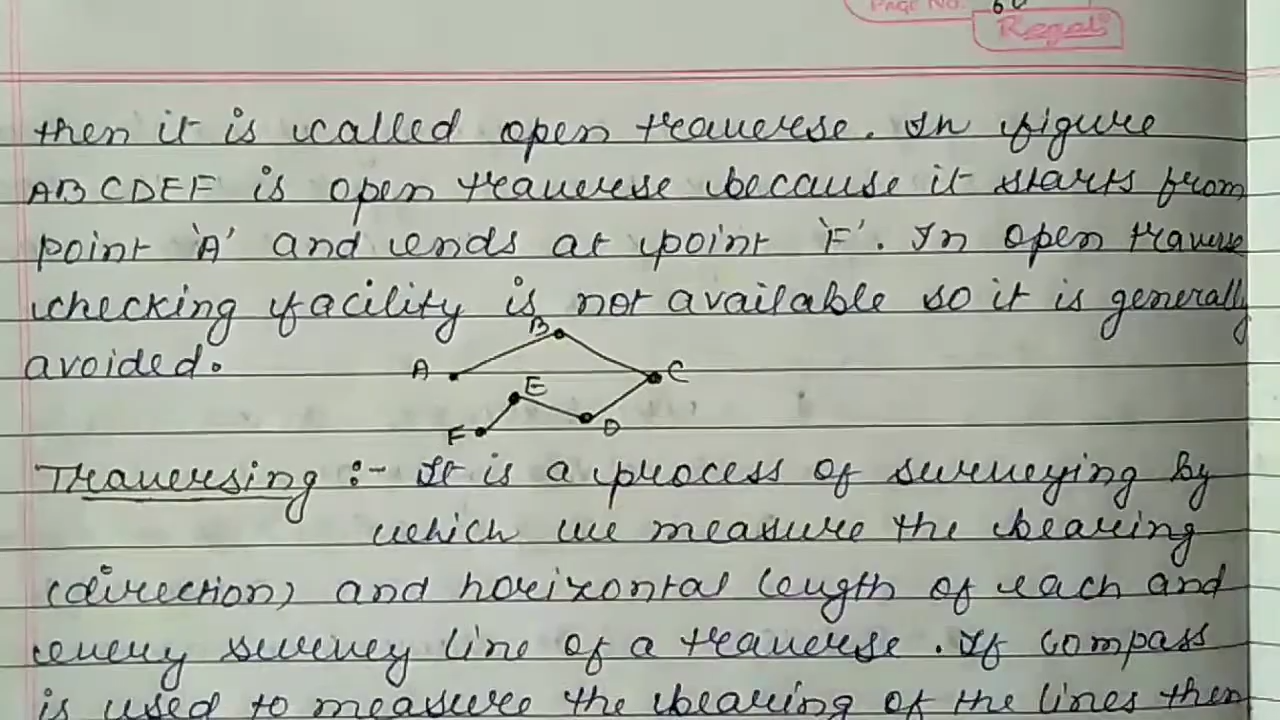 PAGE NO. 60
Regal
then it is called open traverse. In figure
ABCDEF is open traverse because it starts from
point 'A' and ends at point 'F'. In open traverse
checking facility is not available so it is generally
avoided.
B
A
C
E
D
F
Traversing :- It is a process of surveying by
which we measure the bearing
(direction) and horizontal length of each and
every survey line of a traverse. If compass
is used to measure the bearing of the lines then